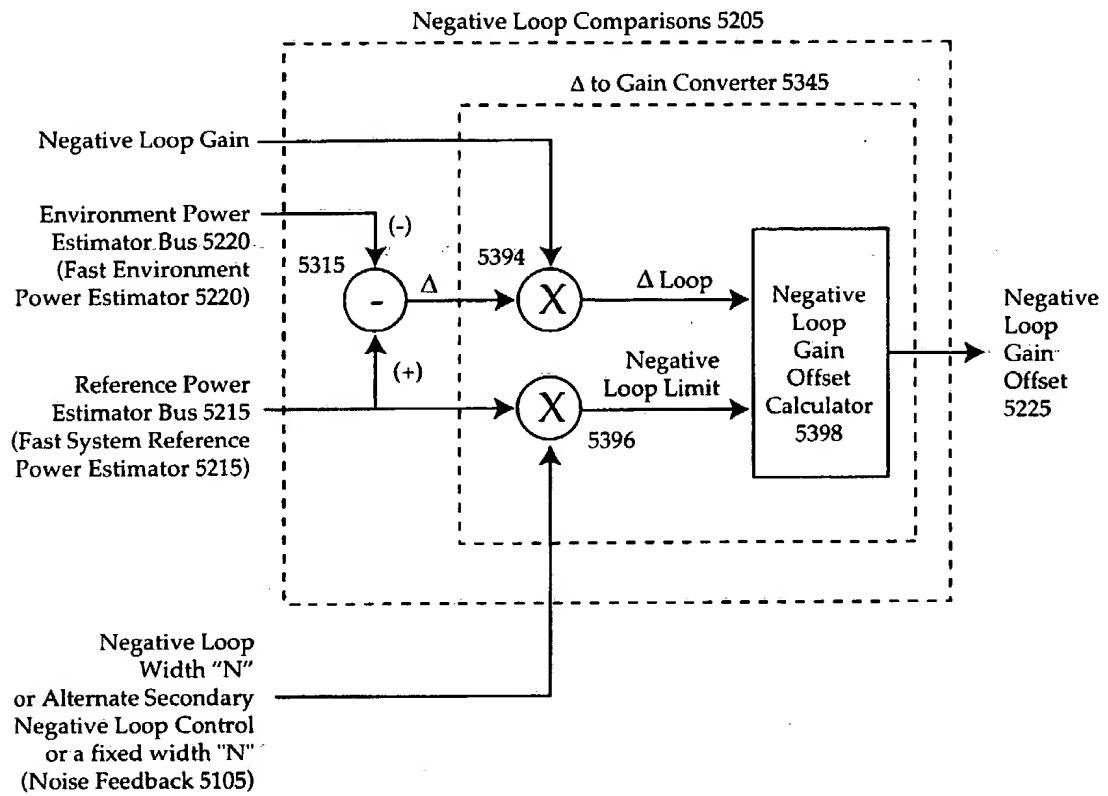 Negative Loop Comparisons 5205
Δ to Gain Converter 5345
Negative Loop Gain
Environment Power
Estimator Bus 5220
(Fast Environment
Power Estimator 5220)
(-)
5315
-
Δ
5394
X
Δ Loop
Negative
Loop
Gain
Offset
Calculator
5398
Negative
Loop
Gain
Offset
5225
(+)
Reference Power
Estimator Bus 5215
(Fast System Reference
Power Estimator 5215)
X
5396
Negative
Loop Limit
Negative Loop
Width "N"
or Alternate Secondary
Negative Loop Control
or a fixed width "N"
(Noise Feedback 5105)